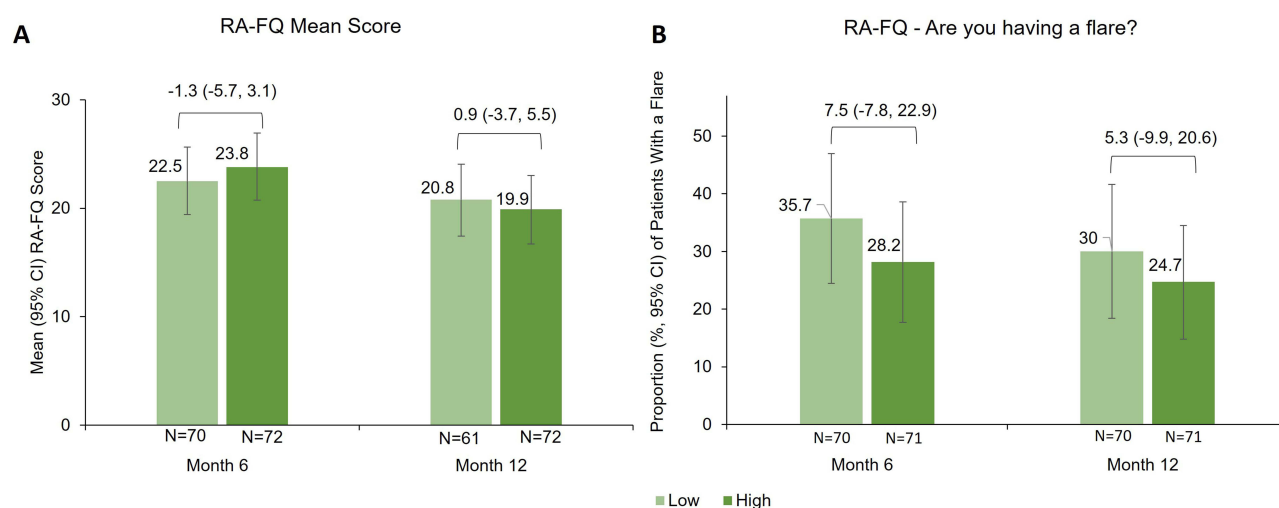 A
RA-FQ Mean Score
Mean (95% CI) RA-FQ Score
30
20
10
0
-1.3 (-5.7, 3.1)
22.5
23.8
0.9 (-3.7, 5.5)
20.8
19.9
N=70
N=72
N=61
N=72
Month 6
Month 12
B
RA-FQ - Are you having a flare?
Proportion (%, 95% CI) of Patients With a Flare
50
40
30
20
10
0
7.5 (-7.8, 22.9)
35.7
28.2
5.3 (-9.9, 20.6)
30
24.7
N=70
N=71
N=70
N=71
Month 6
Month 12
Low
High